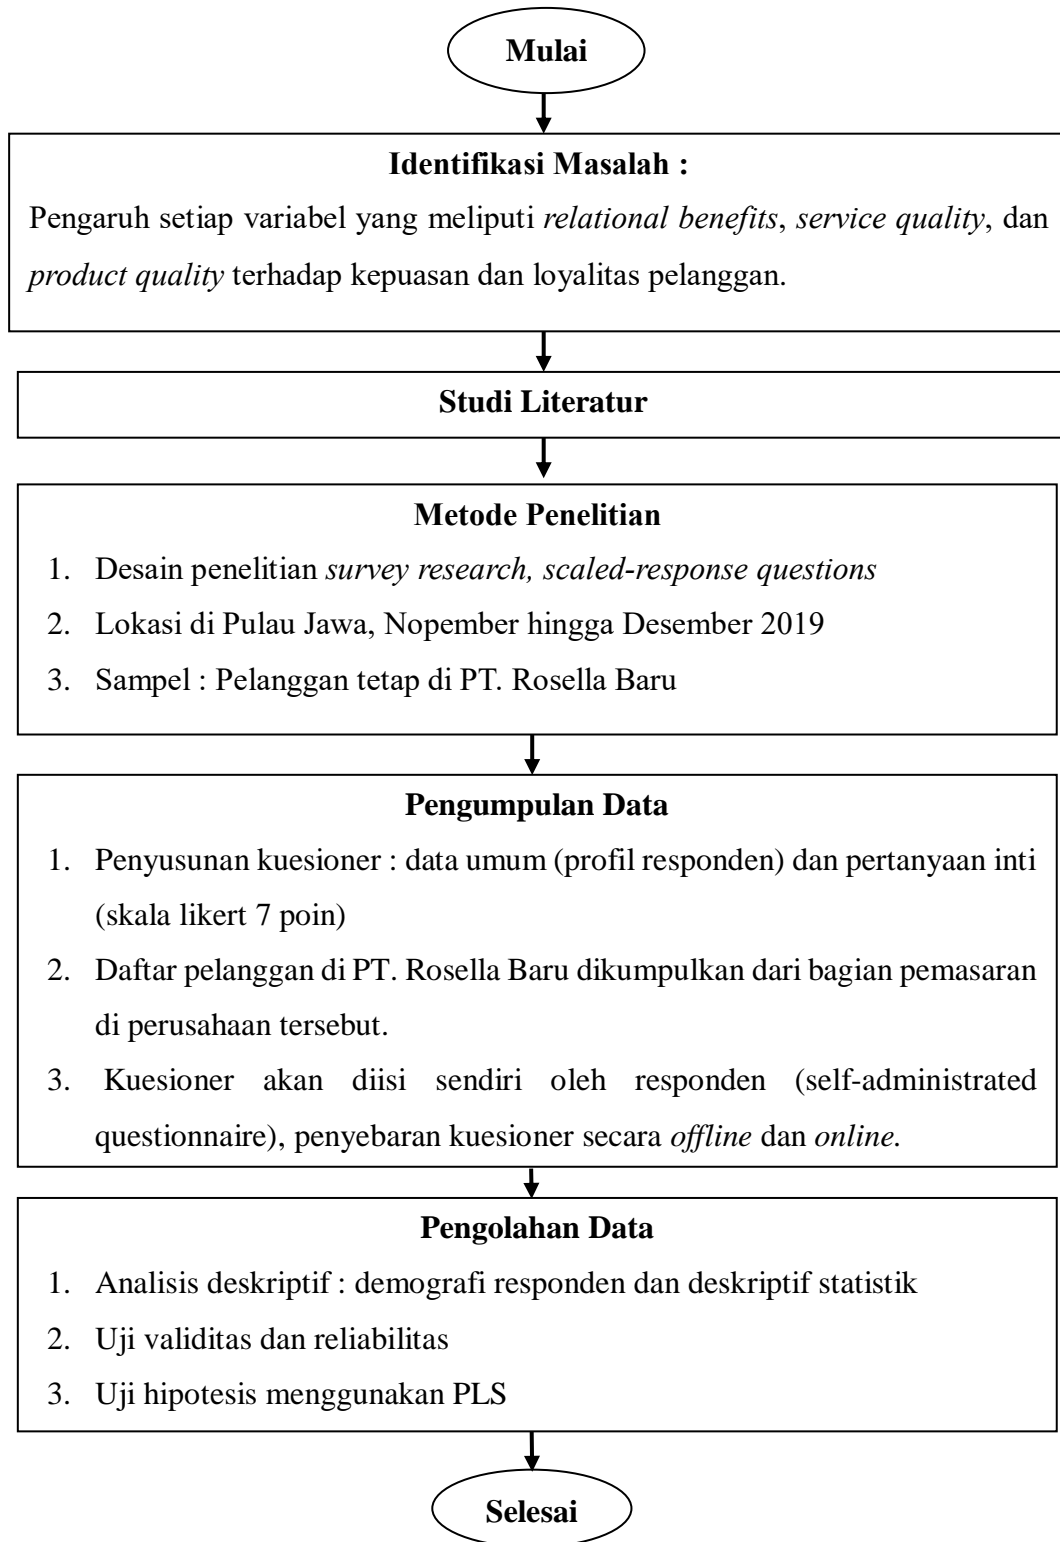 Mulai
Identifikasi Masalah :
Pengaruh setiap variabel yang meliputi relational benefits, service quality, dan
product quality terhadap kepuasan dan loyalitas pelanggan.
Studi Literatur
Metode Penelitian
1. Desain penelitian survey research, scaled-response questions
2. Lokasi di Pulau Jawa, Nopember hingga Desember 2019
3. Sampel : Pelanggan tetap di PT. Rosella Baru
Pengumpulan Data
1. Penyusunan kuesioner : data umum (profil responden) dan pertanyaan inti
(skala likert 7 poin)
2. Daftar pelanggan di PT. Rosella Baru dikumpulkan dari bagian pemasaran
di perusahaan tersebut.
3. Kuesioner akan diisi sendiri oleh responden (self-administrated
questionnaire), penyebaran kuesioner secara offline dan online.
Pengolahan Data
1. Analisis deskriptif : demografi responden dan deskriptif statistik
2. Uji validitas dan reliabilitas
3. Uji hipotesis menggunakan PLS
Selesai